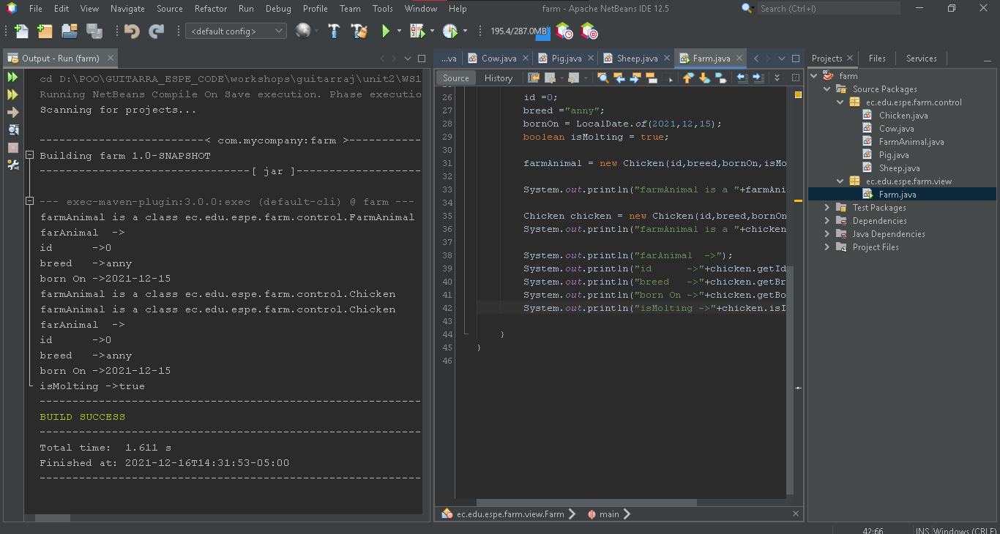 File Edit View Navigate Source Refactor Run Debug Profile Team Tools Window Help
farm - Apache NetBeans IDE 12.5
Search (Ctrl+I)
<default config>
195.4/287.0MB
Output - Run (farm)
cd D:\POO\GUITARRA_ESPE_CODE\workshops\guitarraj\unit2\WS1
Running NetBeans Compile On Save execution. Phase executio
Scanning for projects...
-------------------------< com.mycompany:farm >-----------
Building farm 1.0-SNAPSHOT
--------------------------------[ jar ]-------------------
--- exec-maven-plugin:3.0.0:exec (default-cli) @ farm ---
farmAnimal is a class ec.edu.espe.farm.control.FarmAnimal
farAnimal  ->
id      ->0
breed   ->anny
born On ->2021-12-15
farmAnimal is a class ec.edu.espe.farm.control.Chicken
farmAnimal is a class ec.edu.espe.farm.control.Chicken
farAnimal  ->
id      ->0
breed   ->anny
born On ->2021-12-15
isMolting ->true
----------------------------------------------------------
BUILD SUCCESS
----------------------------------------------------------
Total time:  1.611 s
Finished at: 2021-12-16T14:31:53-05:00
----------------------------------------------------------
...va Cow.java Pig.java Sheep.java Farm.java
Source History
26 id =0;
27 breed ="anny";
28 bornOn = LocalDate.of(2021,12,15);
29 boolean isMolting = true;
30
31 farmAnimal = new Chicken(id,breed,bornOn,isMo
32
33 System.out.println("farmAnimal is a "+farmAni
34
35 Chicken chicken = new Chicken(id,breed,bornOn
36 System.out.println("farmAnimal is a "+chicken
37
38 System.out.println("farAnimal  ->");
39 System.out.println("id      ->"+chicken.getId
40 System.out.println("breed   ->"+chicken.getBr
41 System.out.println("born On ->"+chicken.getBo
42 System.out.println("isMolting ->"+chicken.isI
43
44 }
45 }
46
ec.edu.espe.farm.view.Farm main
Projects Files Services
farm
Source Packages
ec.edu.espe.farm.control
Chicken.java
Cow.java
FarmAnimal.java
Pig.java
Sheep.java
ec.edu.espe.farm.view
Farm.java
Test Packages
Dependencies
Java Dependencies
Project Files
42:66 INS Windows (CRLF)